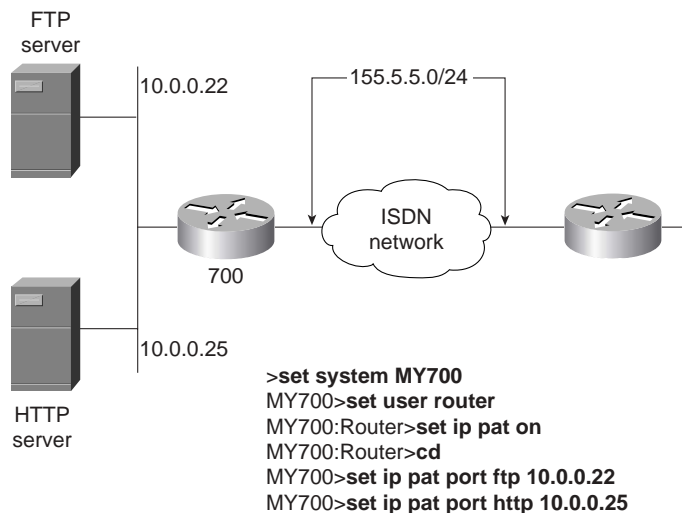 FTP
server
10.0.0.22
155.5.5.0/24
ISDN
network
700
10.0.0.25
HTTP
server
>set system MY700
MY700>set user router
MY700:Router>set ip pat on
MY700:Router>cd
MY700>set ip pat port ftp 10.0.0.22
MY700>set ip pat port http 10.0.0.25